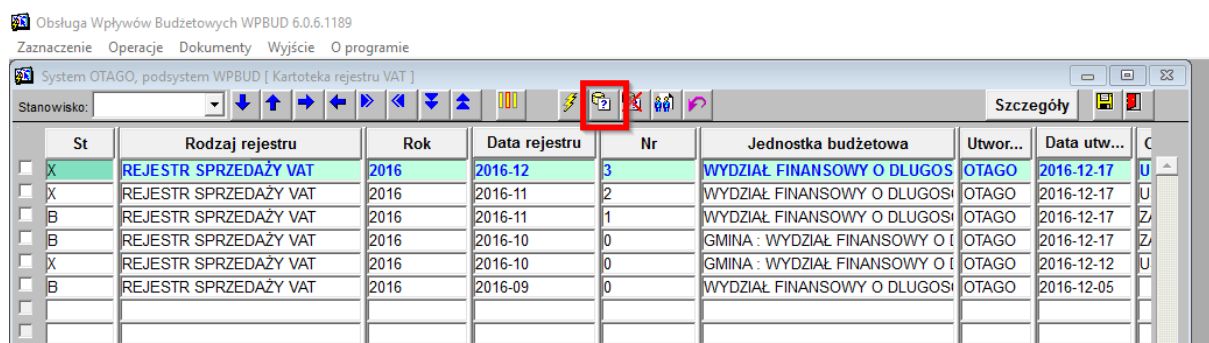 Obsługa Wpływów Budżetowych WPBUD 6.0.6.1189
Zaznaczenie Operacje Dokumenty Wyjście O programie
System OTAGO, podsystem WPBUD [ Kartoteka rejestru VAT ]
Stanowisko: Szczegóły
St Rodzaj rejestru Rok Data rejestru Nr Jednostka budżetowa Utwor... Data utw...
X REJESTR SPRZEDAŻY VAT 2016 2016-12 3 WYDZIAŁ FINANSOWY O DLUGOS OTAGO 2016-12-17 U
X REJESTR SPRZEDAŻY VAT 2016 2016-11 2 WYDZIAŁ FINANSOWY O DLUGOS OTAGO 2016-12-17 U
B REJESTR SPRZEDAŻY VAT 2016 2016-11 1 WYDZIAŁ FINANSOWY O DLUGOS OTAGO 2016-12-17 Z
B REJESTR SPRZEDAŻY VAT 2016 2016-10 0 GMINA : WYDZIAŁ FINANSOWY O OTAGO 2016-12-17 Z
X REJESTR SPRZEDAŻY VAT 2016 2016-10 0 GMINA : WYDZIAŁ FINANSOWY O OTAGO 2016-12-12 U
B REJESTR SPRZEDAŻY VAT 2016 2016-09 0 WYDZIAŁ FINANSOWY O DLUGOS OTAGO 2016-12-05